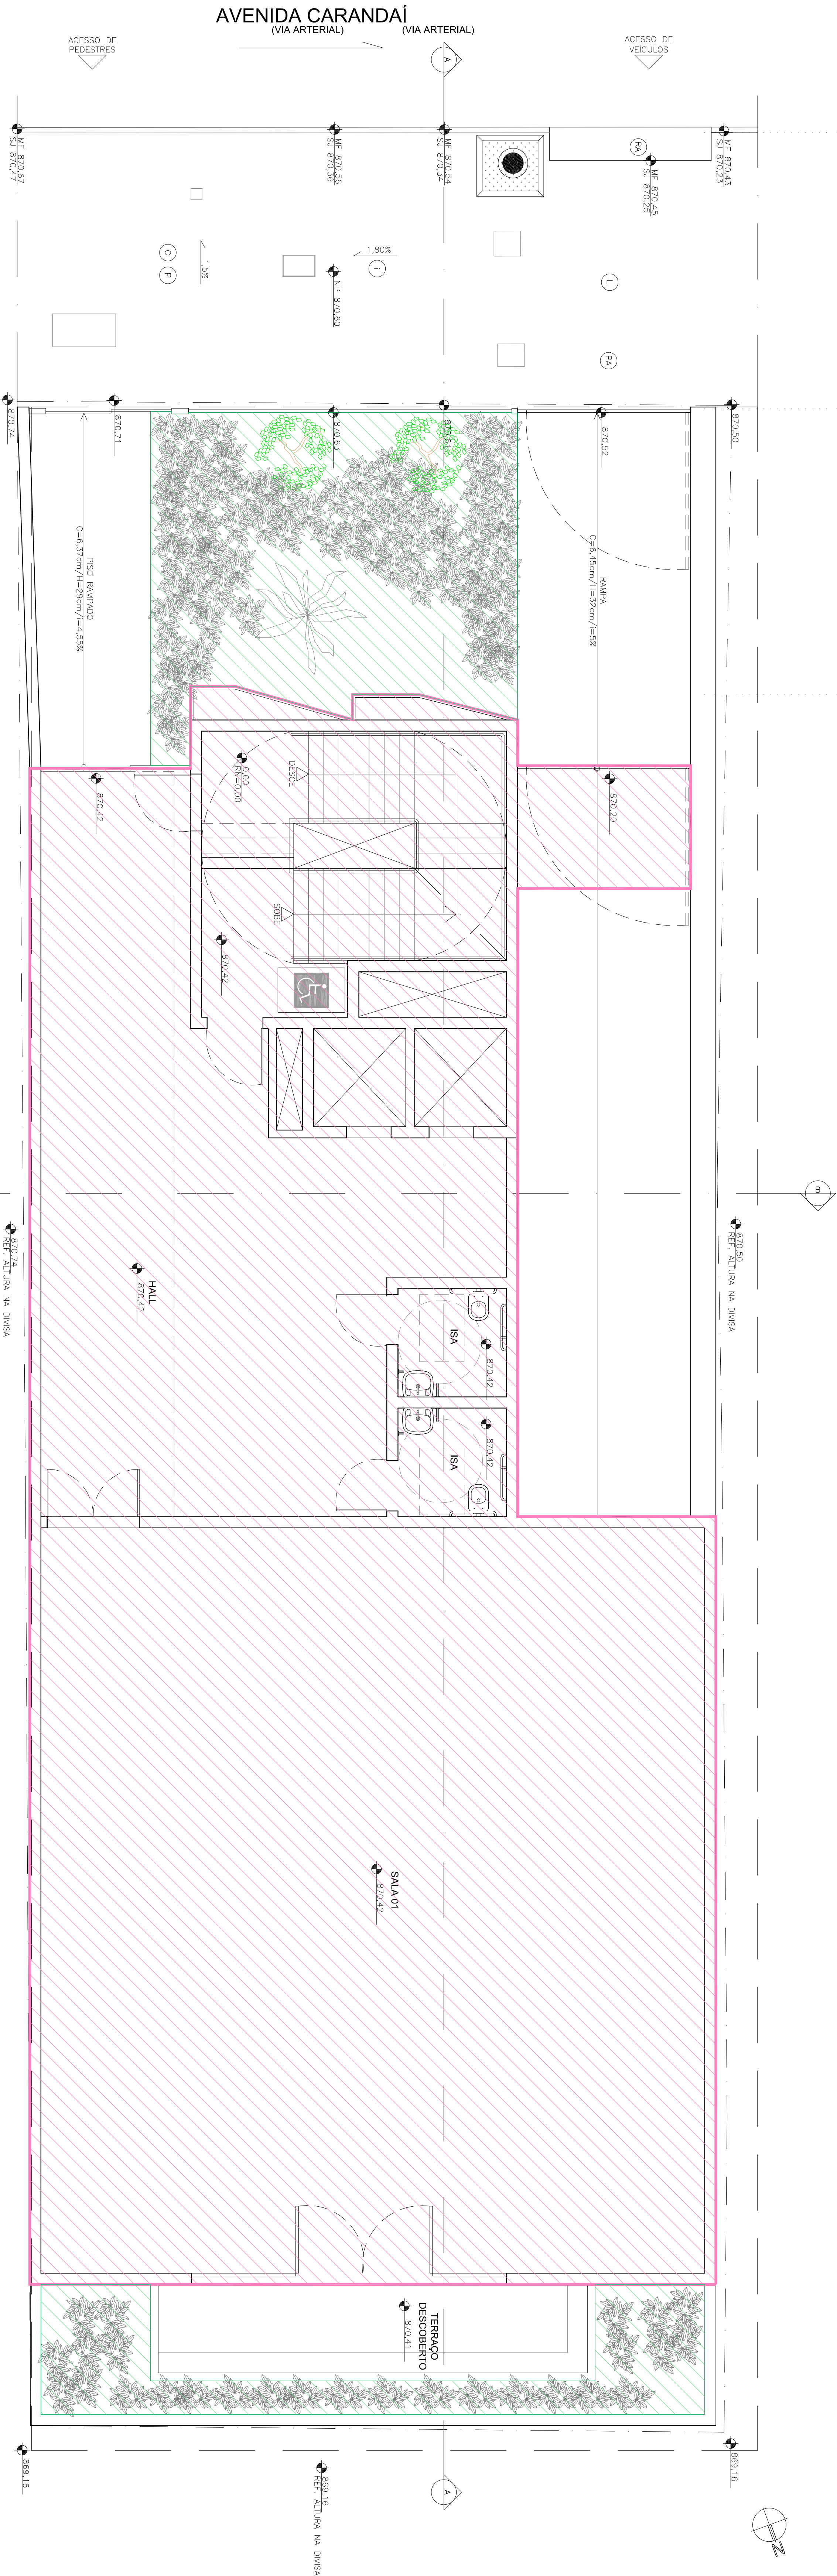 AVENIDA CARANDAÍ
(VIA ARTERIAL)
(VIA ARTERIAL)
ACESSO DE
PEDESTRES
ACESSO DE
VEÍCULOS
A
MF 870,67
SJ 870,47
MF 870,56
SJ 870,36
MF 870,54
SJ 870,34
RA
MF 870,45
SJ 870,25
MF 870,43
SJ 870,23
C
P
1,5%
1,80%
i
NP 870,60
L
PA
870,74
870,71
870,63
870,61
870,52
870,50
PISO RAMPADO
C=6,37cm/H=29cm/i=4,55%
RAMPA
C=6,45cm/H=32cm/i=5%
0,00
RN=0,00
DESCE
870,42
870,20
SOBE
870,42
B
870,74
REF. ALTURA NA DIVISA
870,50
REF. ALTURA NA DIVISA
HALL
870,42
ISA
870,42
ISA
870,42
SALA 01
870,42
TERRAÇO
DESCOBERTO
870,41
869,16
869,16
REF. ALTURA NA DIVISA
A
869,16
N